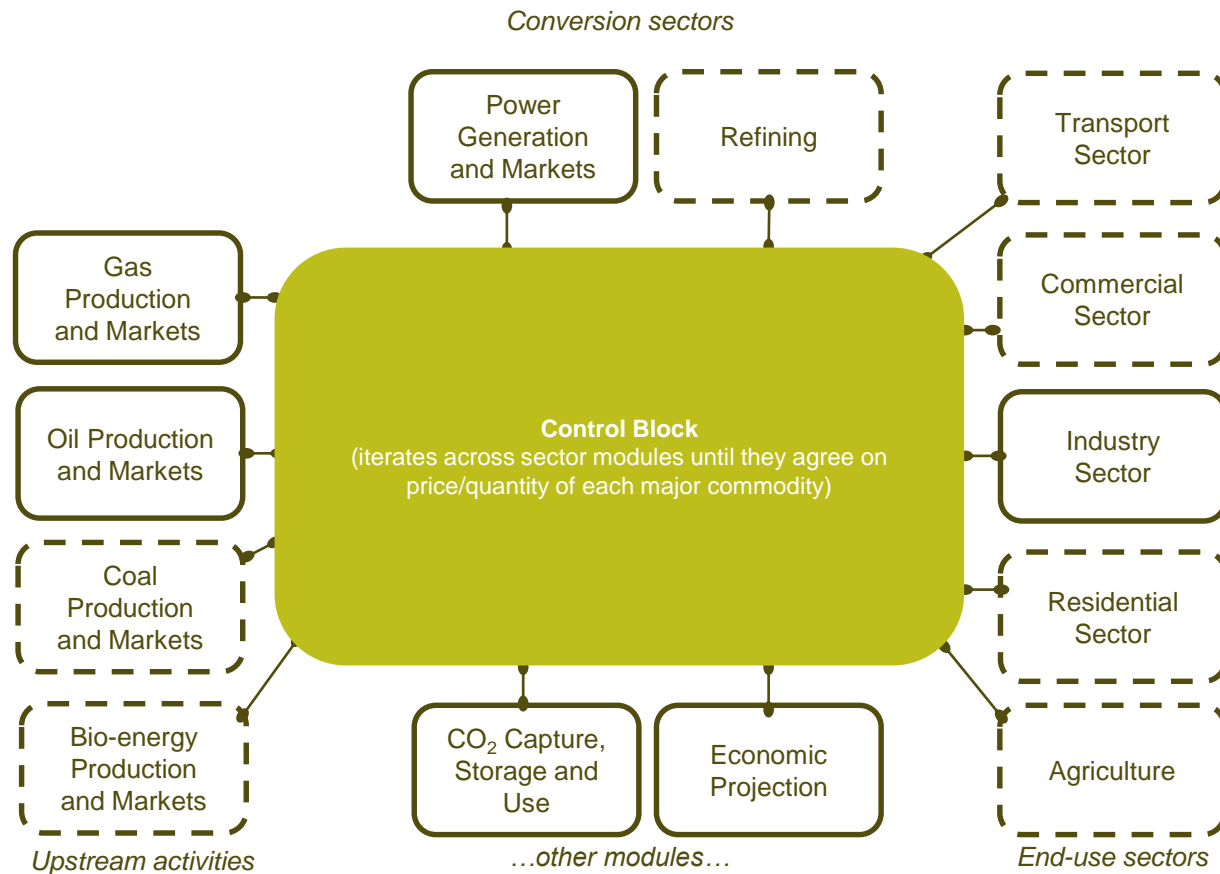 Conversion sectors
Power
Generation
and Markets
Refining
Transport
Sector
Gas
Production
and Markets
Commercial
Sector
Oil Production
and Markets
Control Block
(iterates across sector modules until they agree on
price/quantity of each major commodity)
Industry
Sector
Coal
Production
and Markets
Residential
Sector
Bio-energy
Production
and Markets
CO₂ Capture,
Storage and
Use
Economic
Projection
Agriculture
Upstream activities
…other modules…
End-use sectors